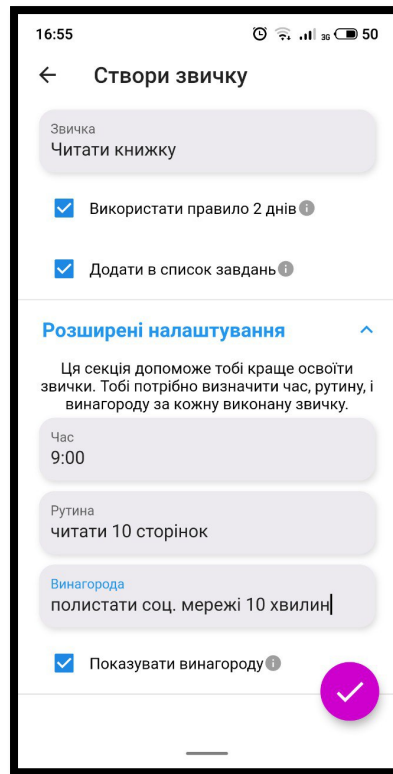 16:55 3G 50
Створи звичку
Звичка
Читати книжку
Використати правило 2 днів
Додати в список завдань
Розширені налаштування
Ця секція допоможе тобі краще освоїти
звички. Тобі потрібно визначити час, рутину, і
винагороду за кожну виконану звичку.
Час
9:00
Рутина
читати 10 сторінок
Винагорода
полистати соц. мережі 10 хвилин
Показувати винагороду